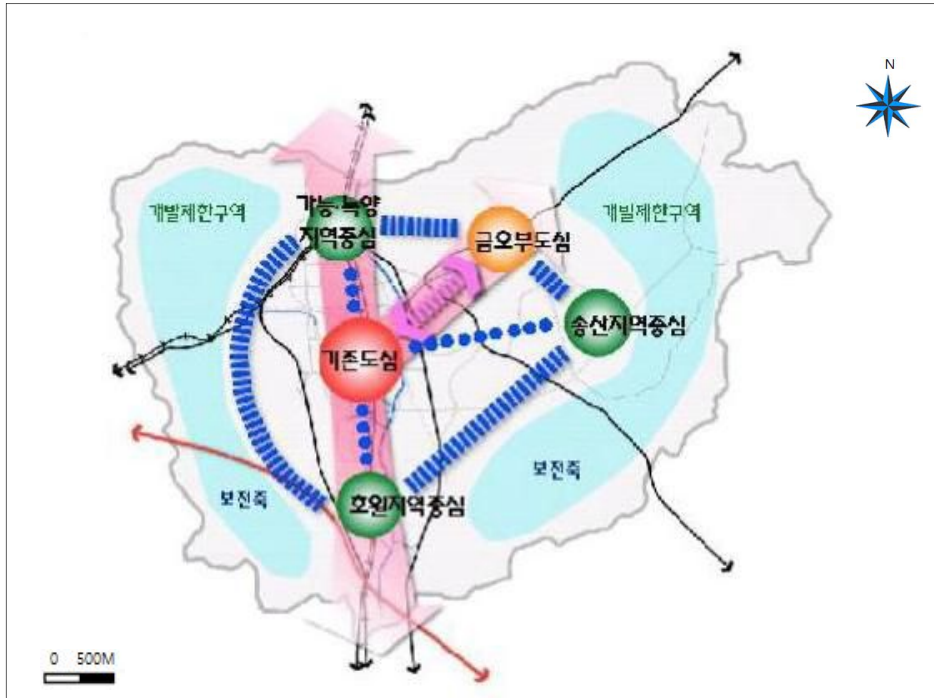 N
가능·녹양
지역중심
개발제한구역
개발제한구역
금오부도심
송산지역중심
기존도심
보전축
보전축
호원지역중심
0 500M